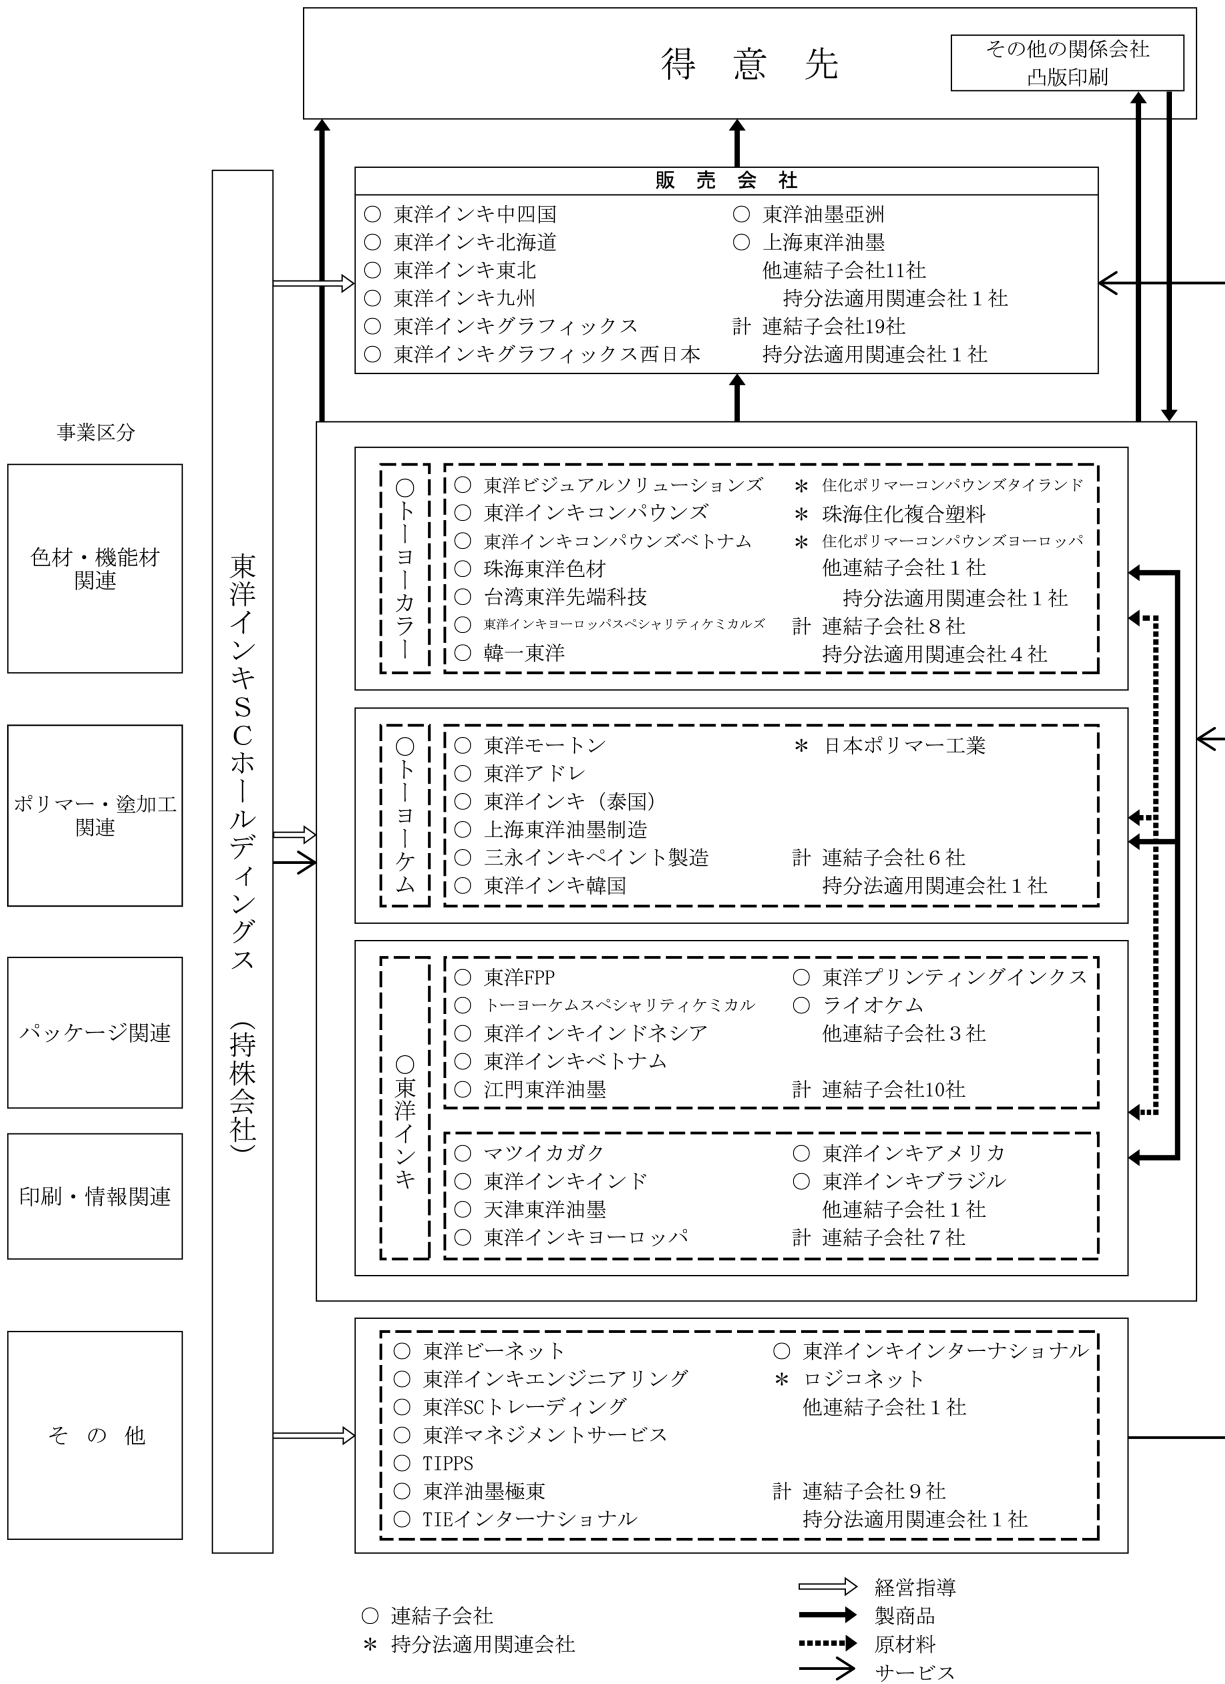 得意先
その他の関係会社
凸版印刷
販売会社
○ 東洋インキ中四国
○ 東洋インキ北海道
○ 東洋インキ東北
○ 東洋インキ九州
○ 東洋インキグラフィックス
○ 東洋インキグラフィックス西日本
○ 東洋油墨亞洲
○ 上海東洋油墨
他連結子会社11社
持分法適用関連会社1社
計 連結子会社19社
持分法適用関連会社1社
事業区分
東洋インキSCホールディングス (持株会社)
色材・機能材
関連
○トーヨーカラー
○ 東洋ビジュアルソリューションズ
○ 東洋インキコンパウンズ
○ 東洋インキコンパウンズベトナム
○ 珠海東洋色材
○ 台湾東洋先端科技
○ 東洋インキヨーロッパスペシャリティケミカルズ
○ 韓一東洋
* 住化ポリマーコンパウンズタイランド
* 珠海住化複合塑料
* 住化ポリマーコンパウンズヨーロッパ
他連結子会社1社
持分法適用関連会社1社
計 連結子会社8社
持分法適用関連会社4社
ポリマー・塗加工
関連
○トーヨーケム
○ 東洋モートン
○ 東洋アドレ
○ 東洋インキ(泰国)
○ 上海東洋油墨制造
○ 三永インキペイント製造
○ 東洋インキ韓国
* 日本ポリマー工業
計 連結子会社6社
持分法適用関連会社1社
パッケージ関連
○東洋インキ
○ 東洋FPP
○ トーヨーケムスペシャリティケミカル
○ 東洋インキインドネシア
○ 東洋インキベトナム
○ 江門東洋油墨
○ 東洋プリンティングインクス
○ ライオケム
他連結子会社3社
計 連結子会社10社
印刷・情報関連
○ マツイカガク
○ 東洋インキインド
○ 天津東洋油墨
○ 東洋インキヨーロッパ
○ 東洋インキアメリカ
○ 東洋インキブラジル
他連結子会社1社
計 連結子会社7社
その他
○ 東洋ビーネット
○ 東洋インキエンジニアリング
○ 東洋SCトレーディング
○ 東洋マネジメントサービス
○ TIPPS
○ 東洋油墨極東
○ TIEインターナショナル
○ 東洋インキインターナショナル
* ロジコネット
他連結子会社1社
計 連結子会社9社
持分法適用関連会社1社
○ 連結子会社
* 持分法適用関連会社
経営指導
製商品
原材料
サービス